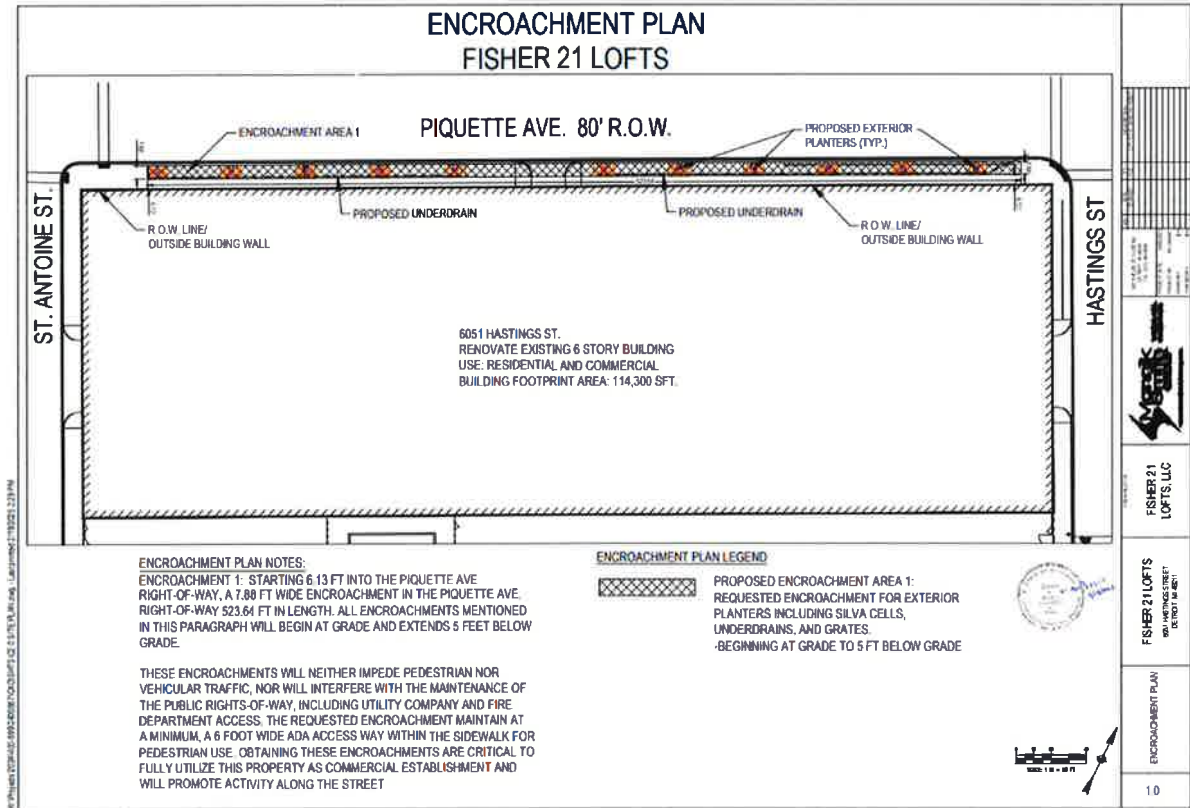 ENCROACHMENT PLAN
FISHER 21 LOFTS
PIQUETTE AVE. 80' R.O.W.
ENCROACHMENT AREA 1
PROPOSED EXTERIOR
PLANTERS (TYP.)
PROPOSED UNDERDRAIN
PROPOSED UNDERDRAIN
R.O.W. LINE/
OUTSIDE BUILDING WALL
R.O.W. LINE/
OUTSIDE BUILDING WALL
ST. ANTOINE ST.
HASTINGS ST
6051 HASTINGS ST.
RENOVATE EXISTING 6 STORY BUILDING
USE: RESIDENTIAL AND COMMERCIAL
BUILDING FOOTPRINT AREA: 114,300 SFT.
ENCROACHMENT PLAN NOTES:
ENCROACHMENT 1: STARTING 6.13 FT INTO THE PIQUETTE AVE
RIGHT-OF-WAY, A 7.88 FT WIDE ENCROACHMENT IN THE PIQUETTE AVE,
RIGHT-OF-WAY 523.64 FT IN LENGTH. ALL ENCROACHMENTS MENTIONED
IN THIS PARAGRAPH WILL BEGIN AT GRADE AND EXTENDS 5 FEET BELOW
GRADE.
THESE ENCROACHMENTS WILL NEITHER IMPEDE PEDESTRIAN NOR
VEHICULAR TRAFFIC, NOR WILL INTERFERE WITH THE MAINTENANCE OF
THE PUBLIC RIGHTS-OF-WAY, INCLUDING UTILITY COMPANY AND FIRE
DEPARTMENT ACCESS. THE REQUESTED ENCROACHMENT MAINTAIN AT
A MINIMUM, A 6 FOOT WIDE ADA ACCESS WAY WITHIN THE SIDEWALK FOR
PEDESTRIAN USE. OBTAINING THESE ENCROACHMENTS ARE CRITICAL TO
FULLY UTILIZE THIS PROPERTY AS COMMERCIAL ESTABLISHMENT AND
WILL PROMOTE ACTIVITY ALONG THE STREET
ENCROACHMENT PLAN LEGEND
PROPOSED ENCROACHMENT AREA 1:
REQUESTED ENCROACHMENT FOR EXTERIOR
PLANTERS INCLUDING SILVA CELLS,
UNDERDRAINS, AND GRATES.
-BEGINNING AT GRADE TO 5 FT BELOW GRADE
FISHER 21
LOFTS, LLC
FISHER 21 LOFTS
6051 HASTINGS STREET
DETROIT MI 48211
ENCROACHMENT PLAN
1.0